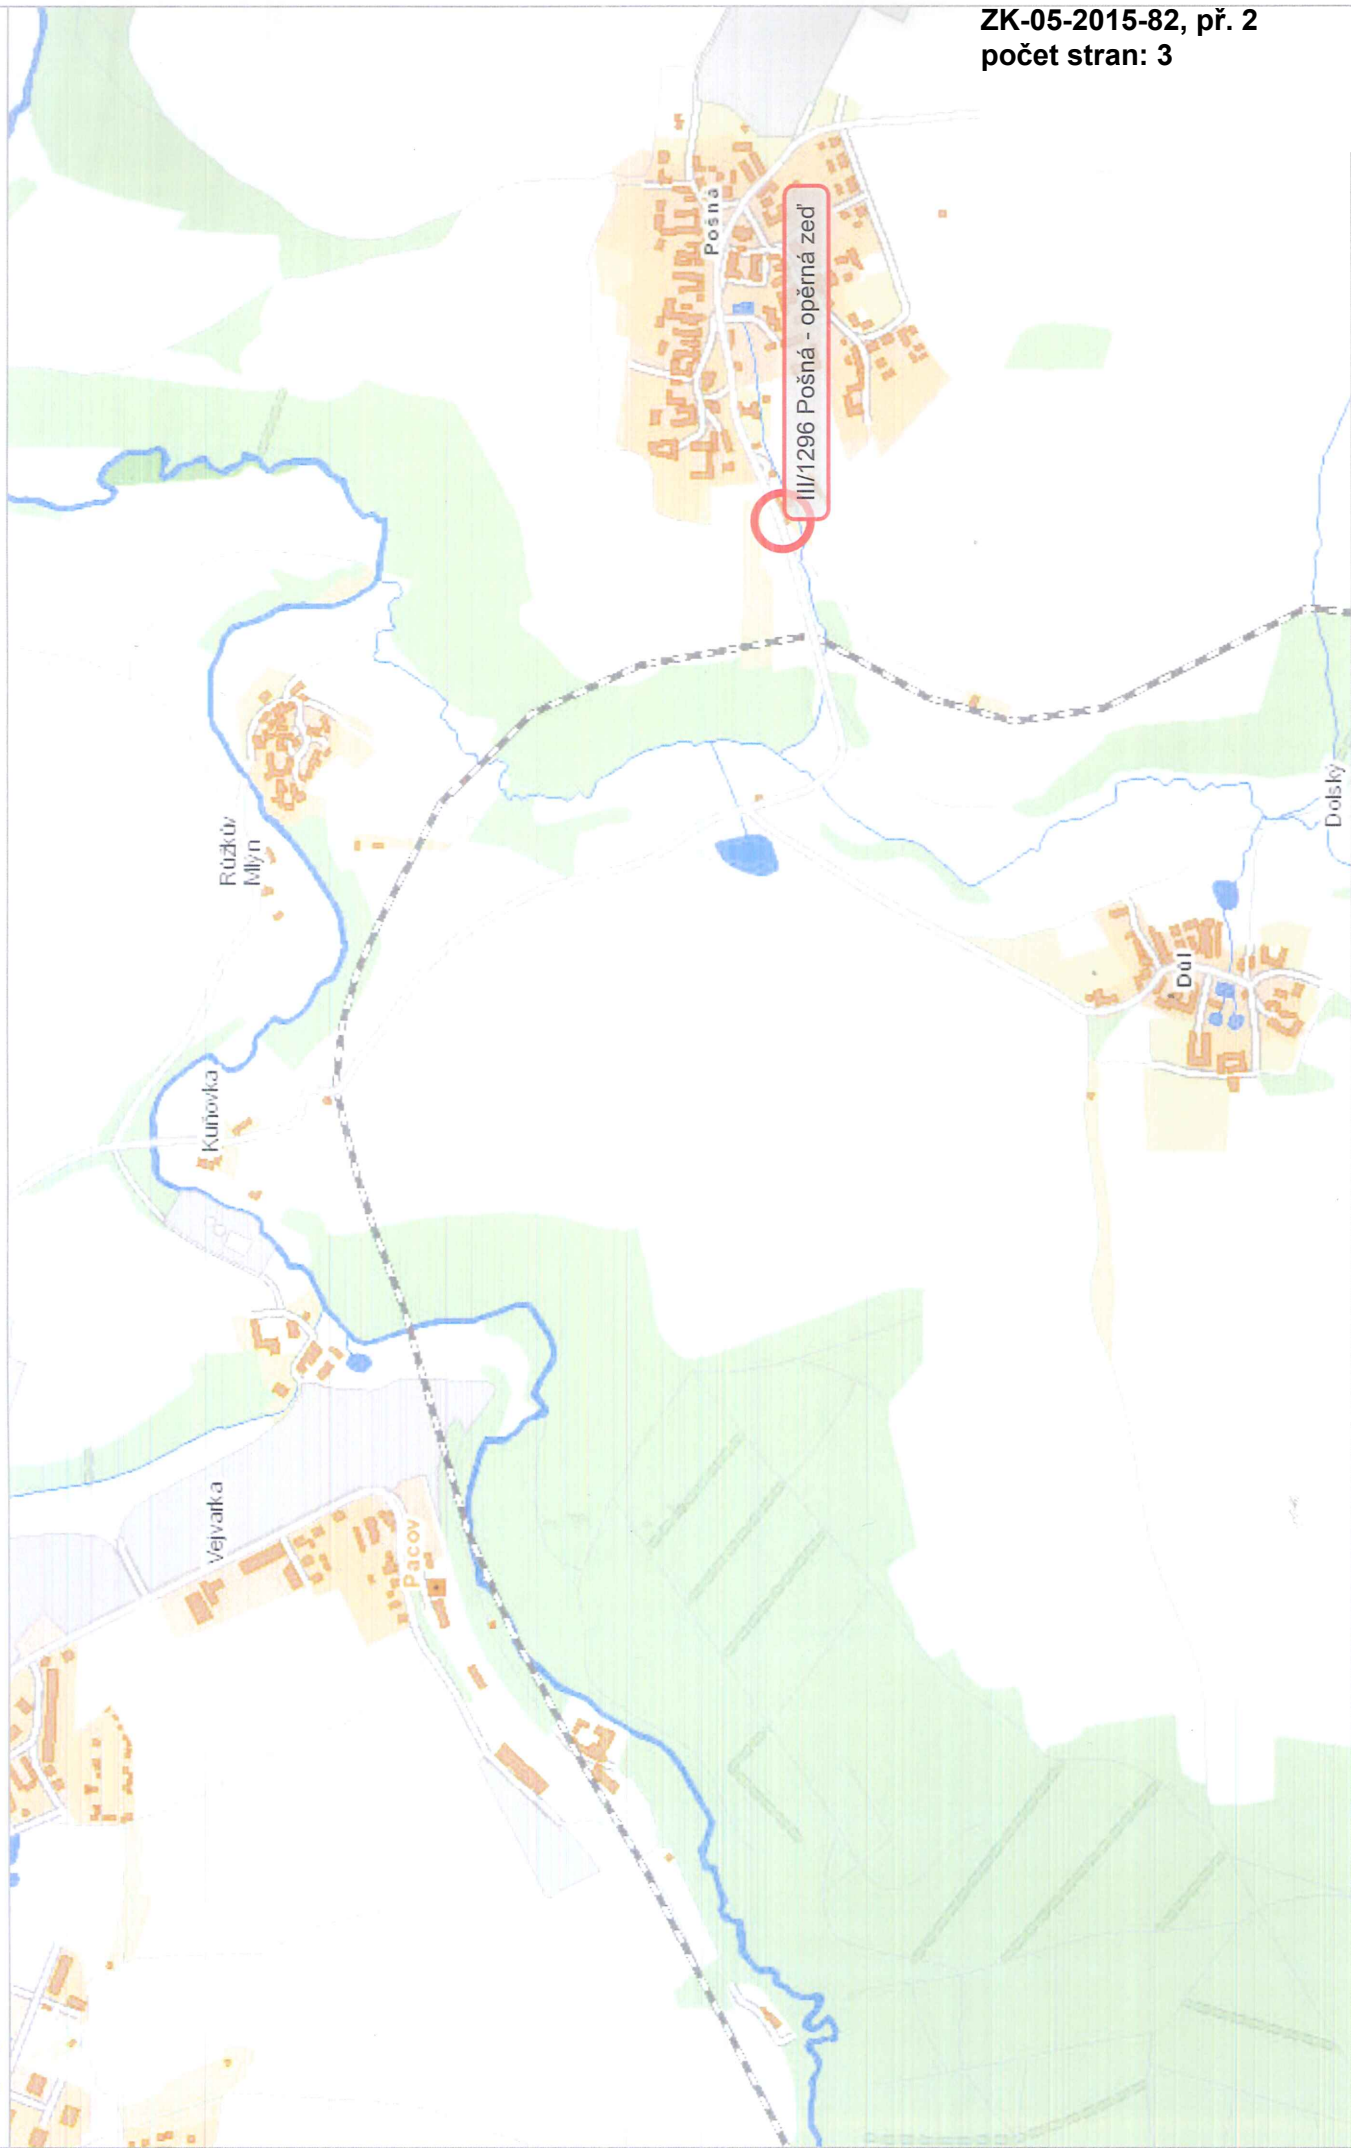 ZK-05-2015-82, př. 2
počet stran: 3
Pošná
III/1296 Pošná - opěrná zeď
Růžkův
Mlýn
Kuňovka
Důl
Dolský
Vejvarka
Pacov